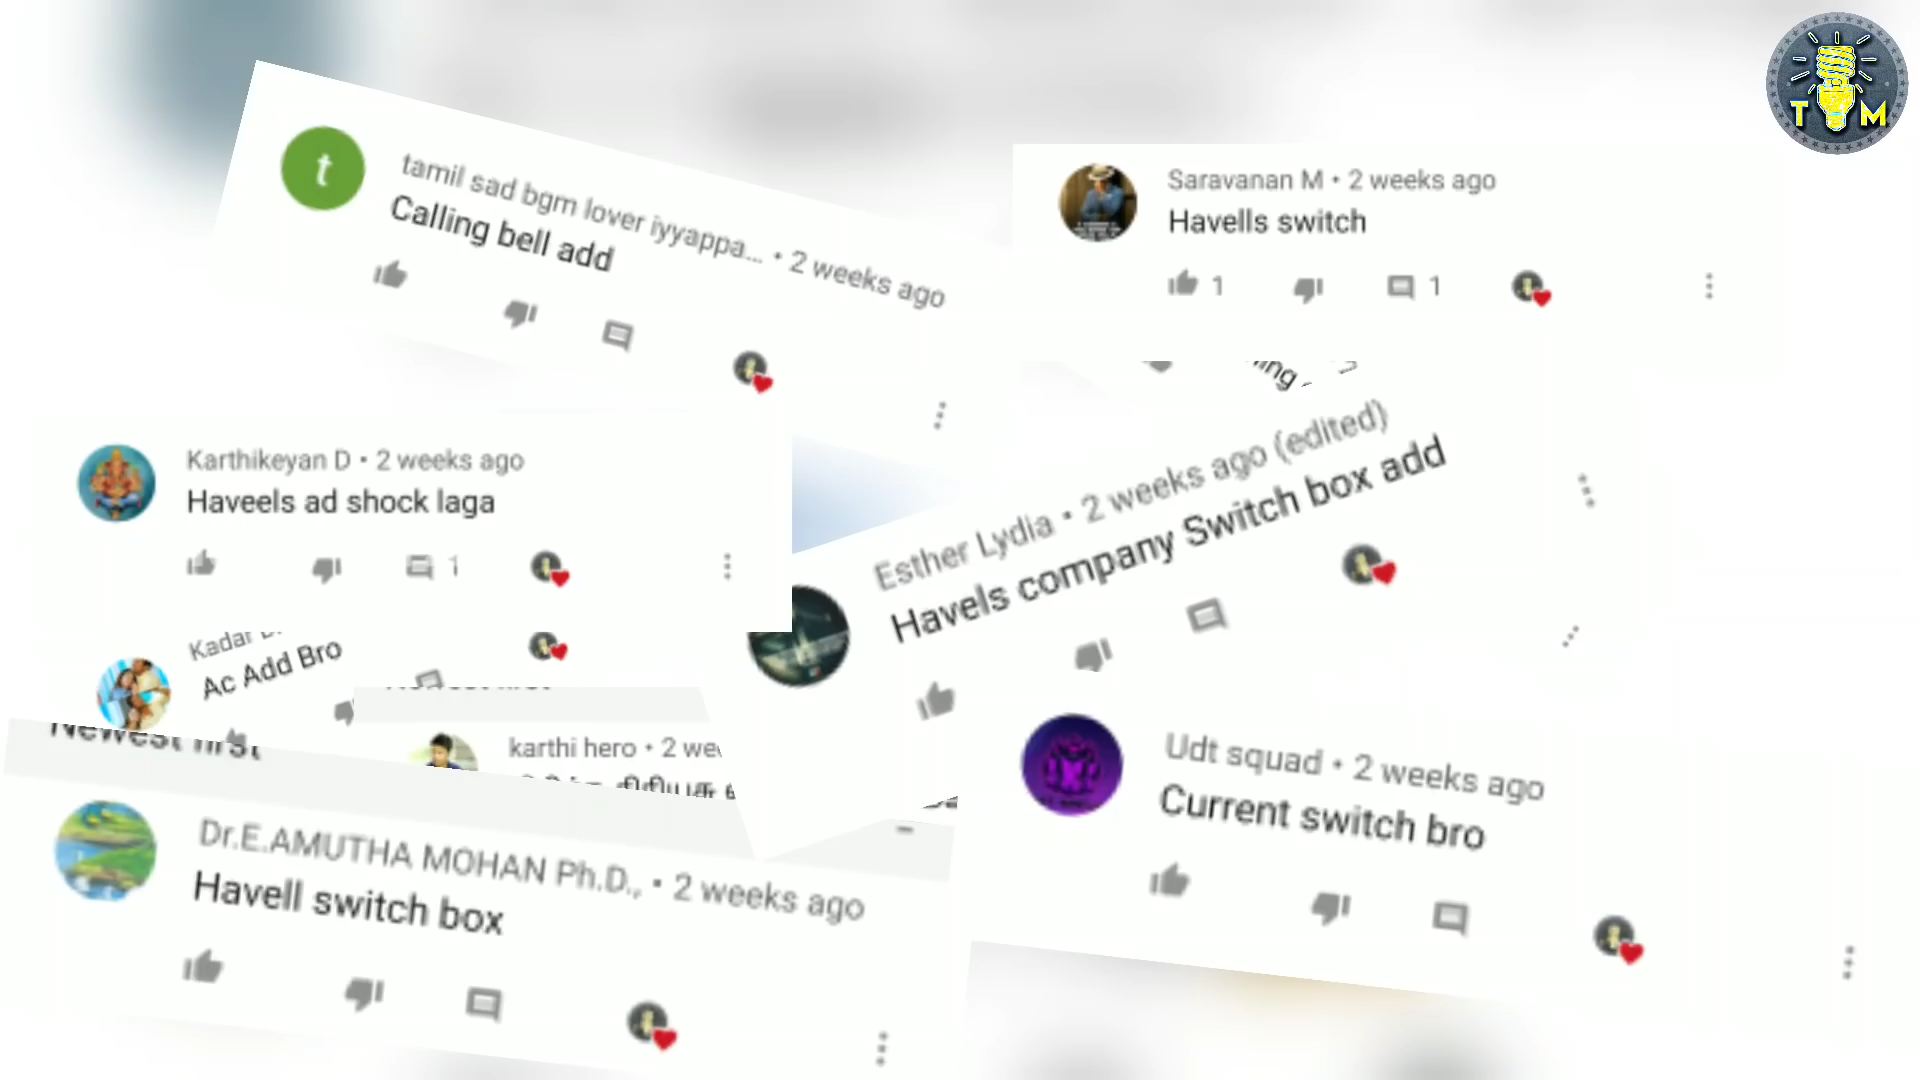 T M
tamil sad bgm lover iyyappa... • 2 weeks ago
Calling bell add
Saravanan M • 2 weeks ago
Havells switch
1
1
Karthikeyan D • 2 weeks ago
Haveels ad shock laga
1
Esther Lydia • 2 weeks ago (edited)
Havels company Switch box add
Kadar
Ac Add Bro
Newest first
karthi hero • 2
Udt squad • 2 weeks ago
Current switch bro
Dr.E.AMUTHA MOHAN Ph.D., • 2 weeks ago
Havell switch box